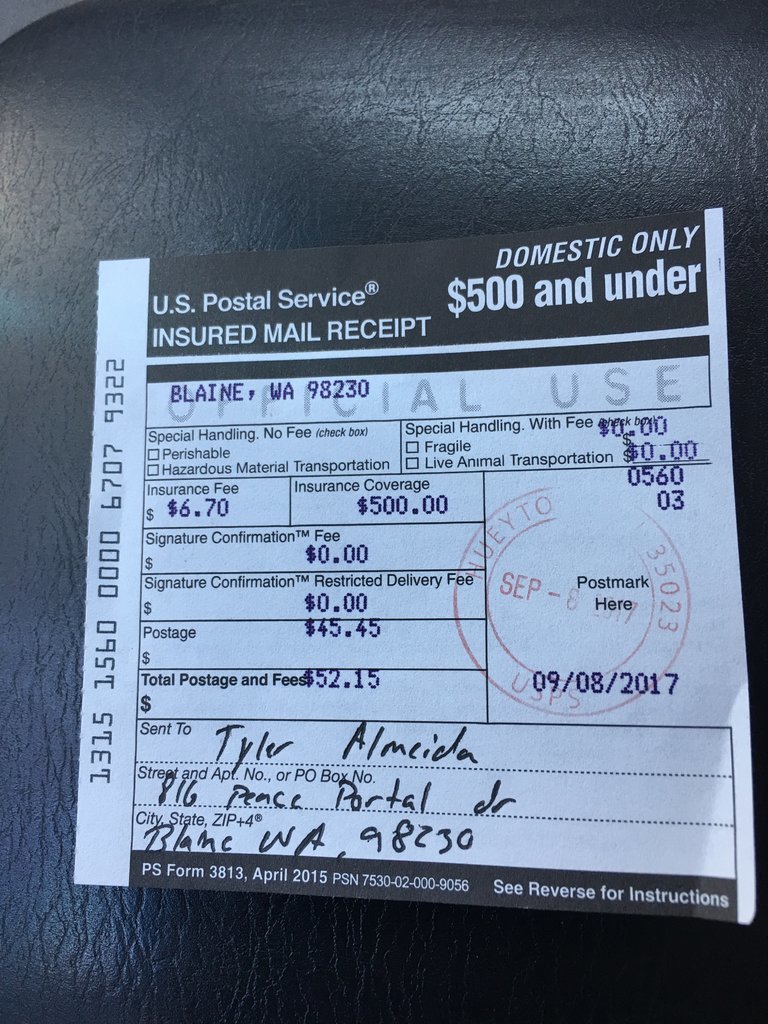 DOMESTIC ONLY
U.S. Postal Service® $500 and under
INSURED MAIL RECEIPT
OFFICIAL USE
BLAINE, WA 98230
Special Handling. No Fee (check box)
☐ Perishable
☐ Hazardous Material Transportation
Special Handling. With Fee (check box) $0.00
☐ Fragile $
☐ Live Animal Transportation $0.00
0560
03
Insurance Fee
$ $6.70
Insurance Coverage
$500.00
Signature Confirmation™ Fee
$ $0.00
Signature Confirmation™ Restricted Delivery Fee
$ $0.00
Postage
$ $45.45
Total Postage and Fees $52.15
$
HUEYTO 35023
SEP - 8
USPS
Postmark
Here
09/08/2017
Sent To Tyler Almeida
Street and Apt. No., or PO Box No.
816 Peace Portal dr
City, State, ZIP+4®
Blaine WA, 98230
PS Form 3813, April 2015 PSN 7530-02-000-9056 See Reverse for Instructions
1315 1560 0000 6707 9322